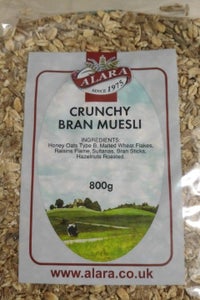 ALARA
SINCE 1975
CRUNCHY
BRAN MUESLI
INGREDIENTS:
Honey Oats Type B, Malted Wheat Flakes,
Raisins Flame, Sultanas, Bran Sticks,
Hazelnuts Roasted.
800g
www.alara.co.uk